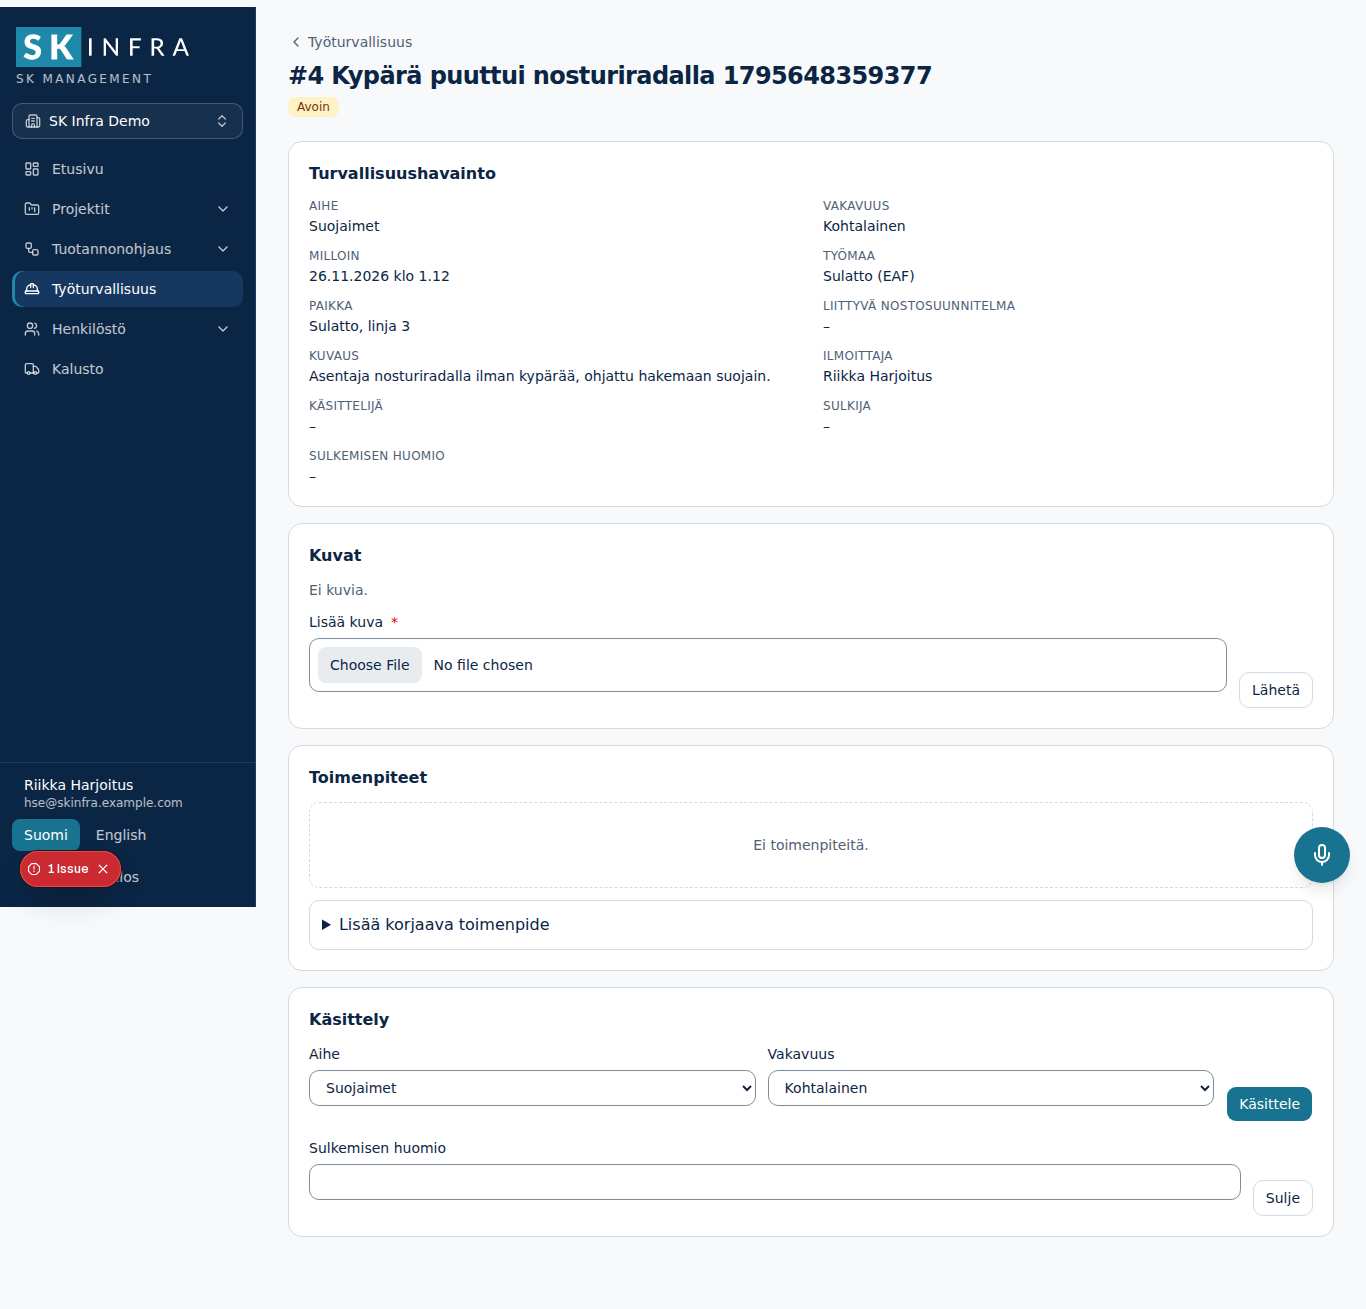 SK INFRA
SK MANAGEMENT
SK Infra Demo
Etusivu
Projektit
Tuotannonohjaus
Työturvallisuus
Henkilöstö
Kalusto
Riikka Harjoitus
hse@skinfra.example.com
Suomi English
1 Issue
Työturvallisuus
#4 Kypärä puuttui nosturiradalla 1795648359377
Avoin
Turvallisuushavainto
AIHE
Suojaimet
VAKAVUUS
Kohtalainen
MILLOIN
26.11.2026 klo 1.12
TYÖMAA
Sulatto (EAF)
PAIKKA
Sulatto, linja 3
LIITTYVÄ NOSTOSUUNNITELMA
–
KUVAUS
Asentaja nosturiradalla ilman kypärää, ohjattu hakemaan suojain.
ILMOITTAJA
Riikka Harjoitus
KÄSITTELIJÄ
–
SULKIJA
–
SULKEMISEN HUOMIO
–
Kuvat
Ei kuvia.
Lisää kuva *
Choose File No file chosen
Lähetä
Toimenpiteet
Ei toimenpiteitä.
Lisää korjaava toimenpide
Käsittely
Aihe
Suojaimet
Vakavuus
Kohtalainen
Käsittele
Sulkemisen huomio
Sulje